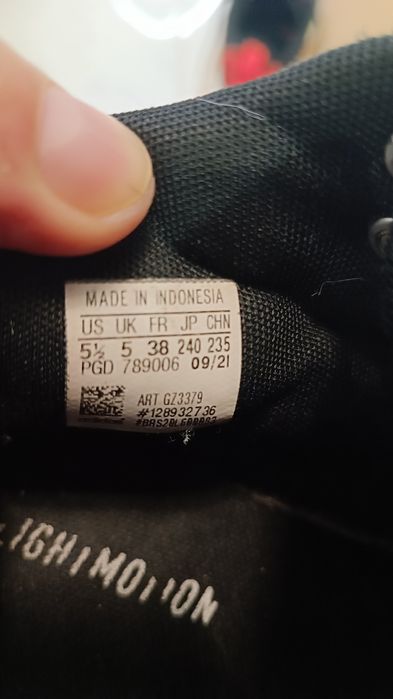 MADE IN INDONESIA
US UK FR JP CHN
5½ 5 38 240 235
PGD 789006 09/21
ART GZ3379
#128932736
LIGHTMOTION